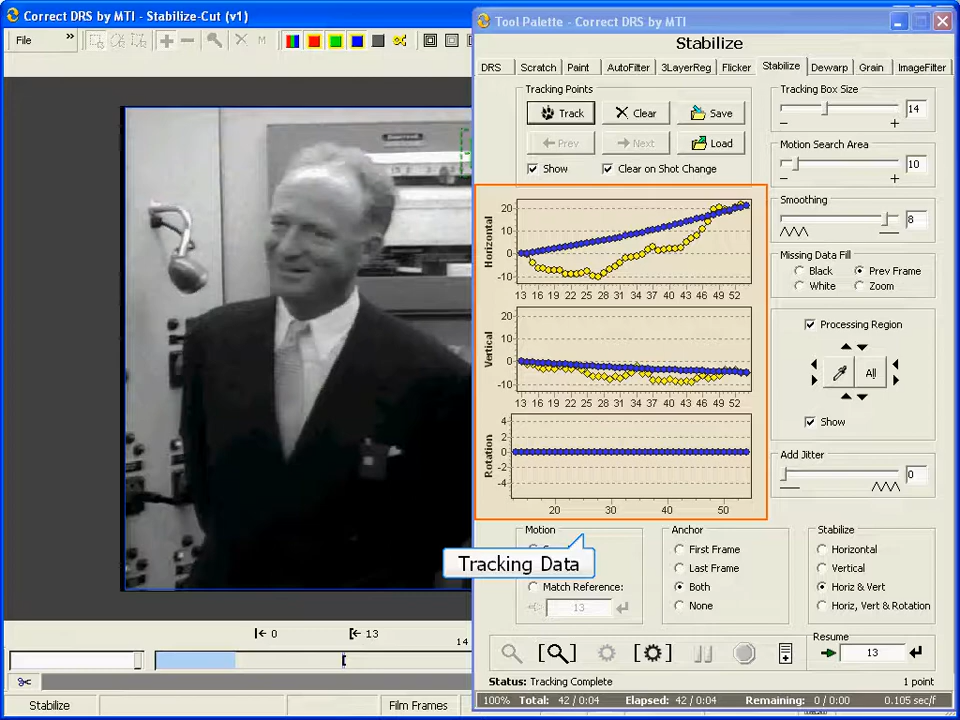 Correct DRS by MTI - Stabilize-Cut (v1)
File
»
M
Tool Palette - Correct DRS by MTI
Stabilize
DRS Scratch Paint AutoFilter 3LayerReg Flicker Stabilize Dewarp Grain ImageFilter
Tracking Points
Track Clear Save
Prev Next Load
Show Clear on Shot Change
Tracking Box Size
14
- +
Motion Search Area
10
- +
Smoothing
8
Missing Data Fill
Black Prev Frame
White Zoom
Processing Region
All
Show
Add Jitter
0
Horizontal
20
10
0
-10
13 16 19 22 25 28 31 34 37 40 43 46 49 52
Vertical
20
10
0
-10
13 16 19 22 25 28 31 34 37 40 43 46 49 52
Rotation
4
2
0
-2
-4
20 30 40 50
Tracking Data
Motion
Match Reference:
13
Anchor
First Frame
Last Frame
Both
None
Stabilize
Horizontal
Vertical
Horiz & Vert
Horiz, Vert & Rotation
0 13
14
Resume
13
Status: Tracking Complete 1 point
100% Total: 42 / 0:04 Elapsed: 42 / 0:04 Remaining: 0 / 0:00 0.105 sec/f
Stabilize Film Frames